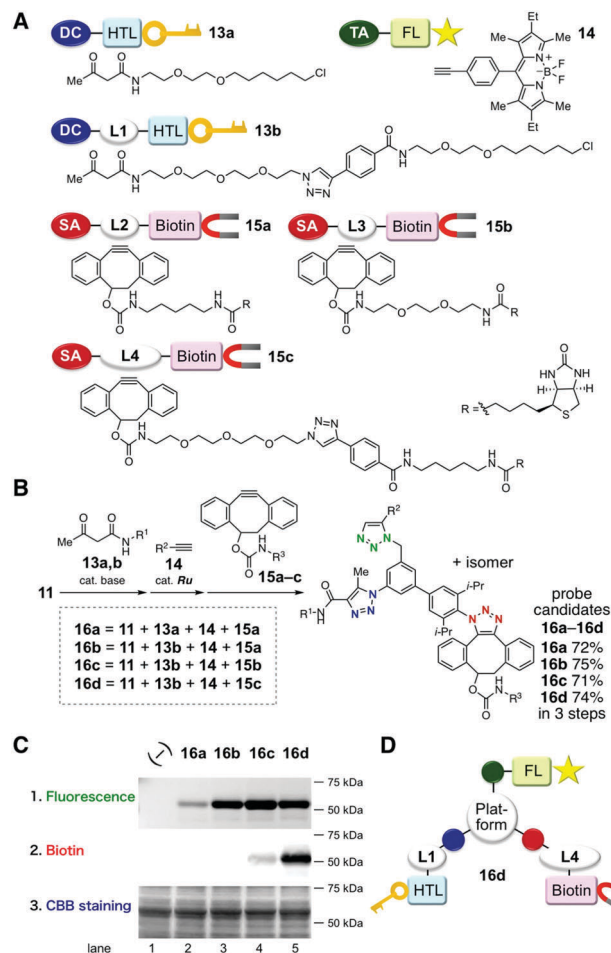 A
DC HTL 13a
TA FL 14
Me O O N H O O Cl
Et Me Me N + B - F F N Me Me Et
DC L1 HTL 13b
Me O O N H O O O N N=N O N H O O Cl
SA L2 Biotin 15a
SA L3 Biotin 15b
O O H N N H O R
O O H N O O N H O R
SA L4 Biotin 15c
O O H N O O O N N=N O N H H N O R
R = O HN NH H H S
B
Me O O N-R¹ H
13a,b
cat. base
R²
14
cat. Ru
O O H N R³
15a–c
11
16a = 11 + 13a + 14 + 15a
16b = 11 + 13b + 14 + 15a
16c = 11 + 13b + 14 + 15b
16d = 11 + 13b + 14 + 15c
R² N N=N
+ isomer
Me i-Pr
O R¹-N H N N=N i-Pr N N=N
O O H N-R³
probe
candidates
16a–16d
16a 72%
16b 75%
16c 71%
16d 74%
in 3 steps
C
(–) 16a 16b 16c 16d
1. Fluorescence
75 kDa
50 kDa
2. Biotin
75 kDa
50 kDa
3. CBB staining
75 kDa
50 kDa
lane 1 2 3 4 5
D
FL
Plat-
form
L1 16d L4
HTL Biotin